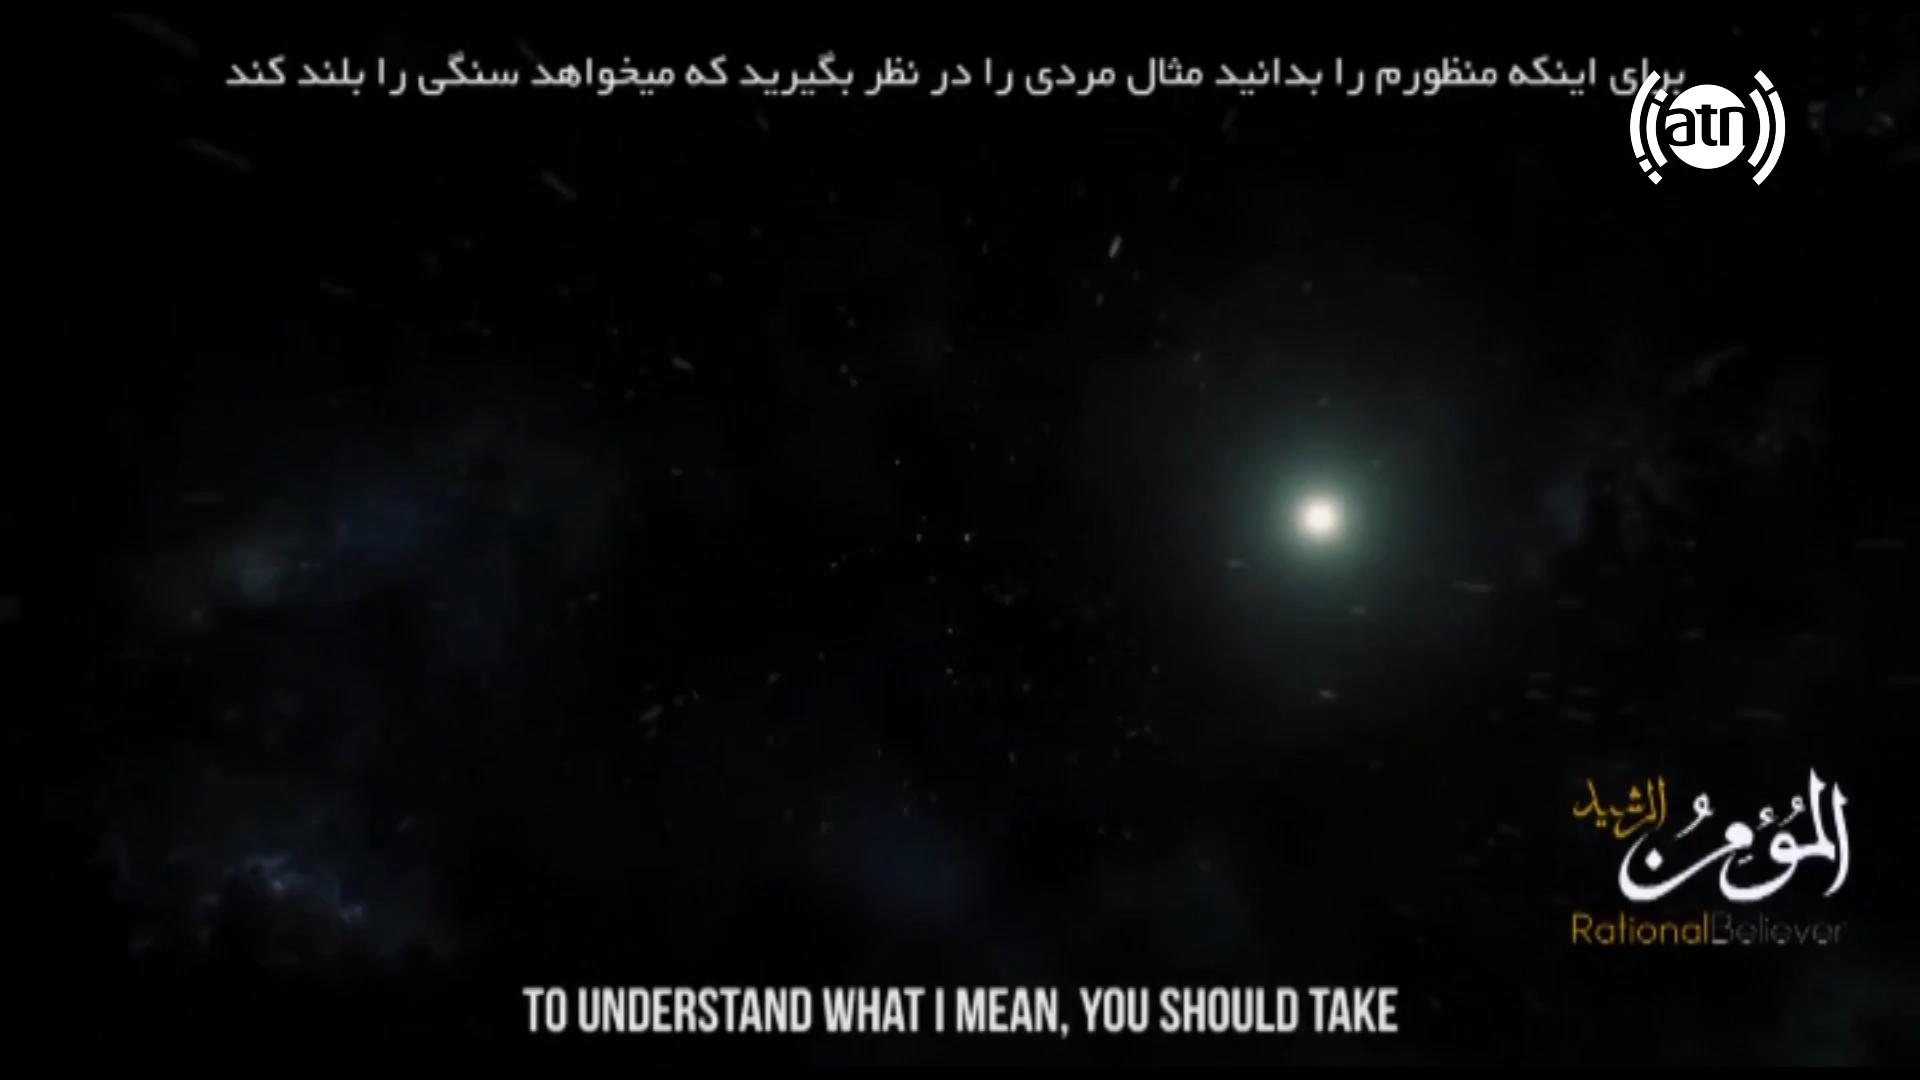 برای اینکه منظورم را بدانید مثال مردی را در نظر بگیرید که میخواهد سنگی را بلند کند
atn
المؤمن الرشيد
RationalBeliever
TO UNDERSTAND WHAT I MEAN, YOU SHOULD TAKE